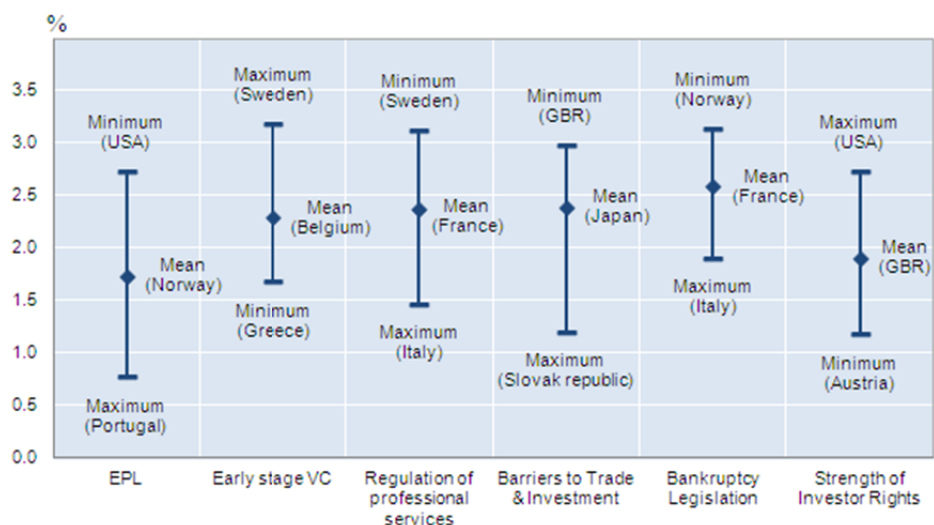 %
3.5
3.0
2.5
2.0
1.5
1.0
0.5
0.0
Minimum
(USA)
Mean
(Norway)
Maximum
(Portugal)
Maximum
(Sweden)
Mean
(Belgium)
Minimum
(Greece)
Minimum
(Sweden)
Mean
(France)
Maximum
(Italy)
Minimum
(GBR)
Mean
(Japan)
Maximum
(Slovak republic)
Minimum
(Norway)
Mean
(France)
Maximum
(Italy)
Maximum
(USA)
Mean
(GBR)
Minimum
(Austria)
EPL
Early stage VC
Regulation of
professional
services
Barriers to Trade
& Investment
Bankruptcy
Legislation
Strength of
Investor Rights